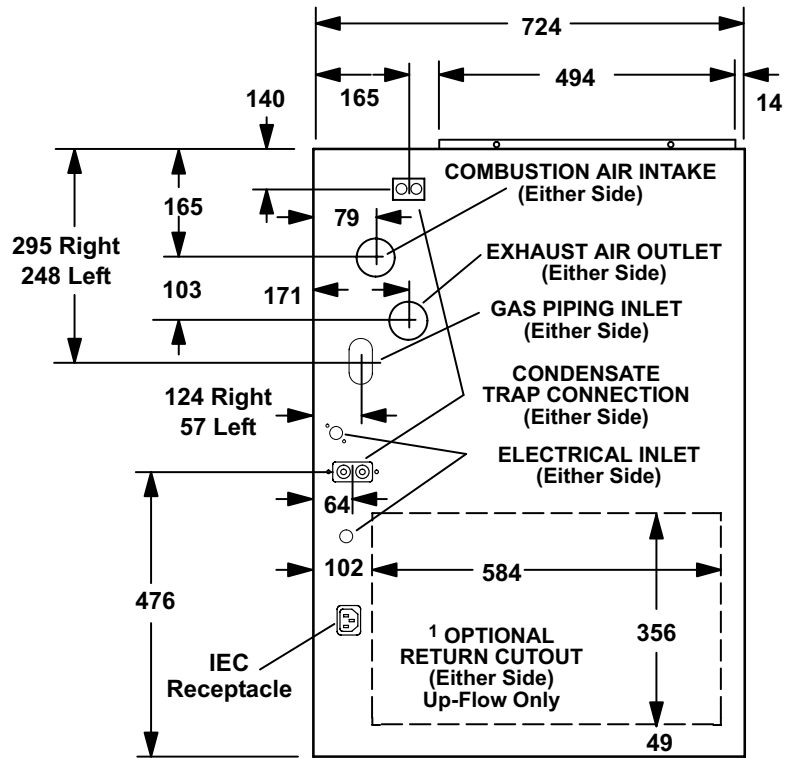 724
494
14
165
140
COMBUSTION AIR INTAKE
(Either Side)
165
79
295 Right
248 Left
EXHAUST AIR OUTLET
(Either Side)
103
171
GAS PIPING INLET
(Either Side)
124 Right
57 Left
CONDENSATE
TRAP CONNECTION
(Either Side)
ELECTRICAL INLET
(Either Side)
64
102
584
476
356
1 OPTIONAL
RETURN CUTOUT
(Either Side)
Up-Flow Only
IEC
Receptacle
49